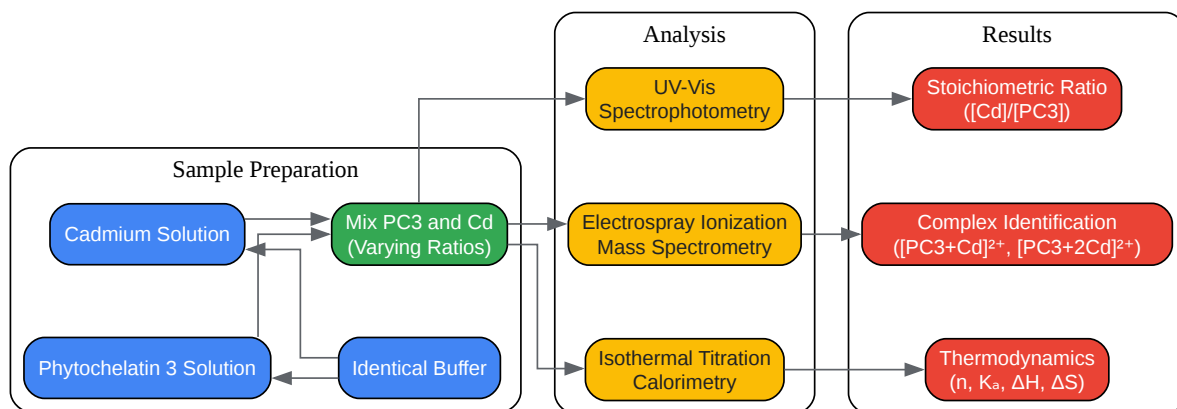 Analysis
Results
UV-Vis
Spectrophotometry
Stoichiometric Ratio
([Cd]/[PC3])
Sample Preparation
Cadmium Solution
Mix PC3 and Cd
(Varying Ratios)
Electrospray Ionization
Mass Spectrometry
Complex Identification
([PC3+Cd]²⁺, [PC3+2Cd]²⁺)
Phytochelatin 3 Solution
Identical Buffer
Isothermal Titration
Calorimetry
Thermodynamics
(n, Kₐ, ΔH, ΔS)